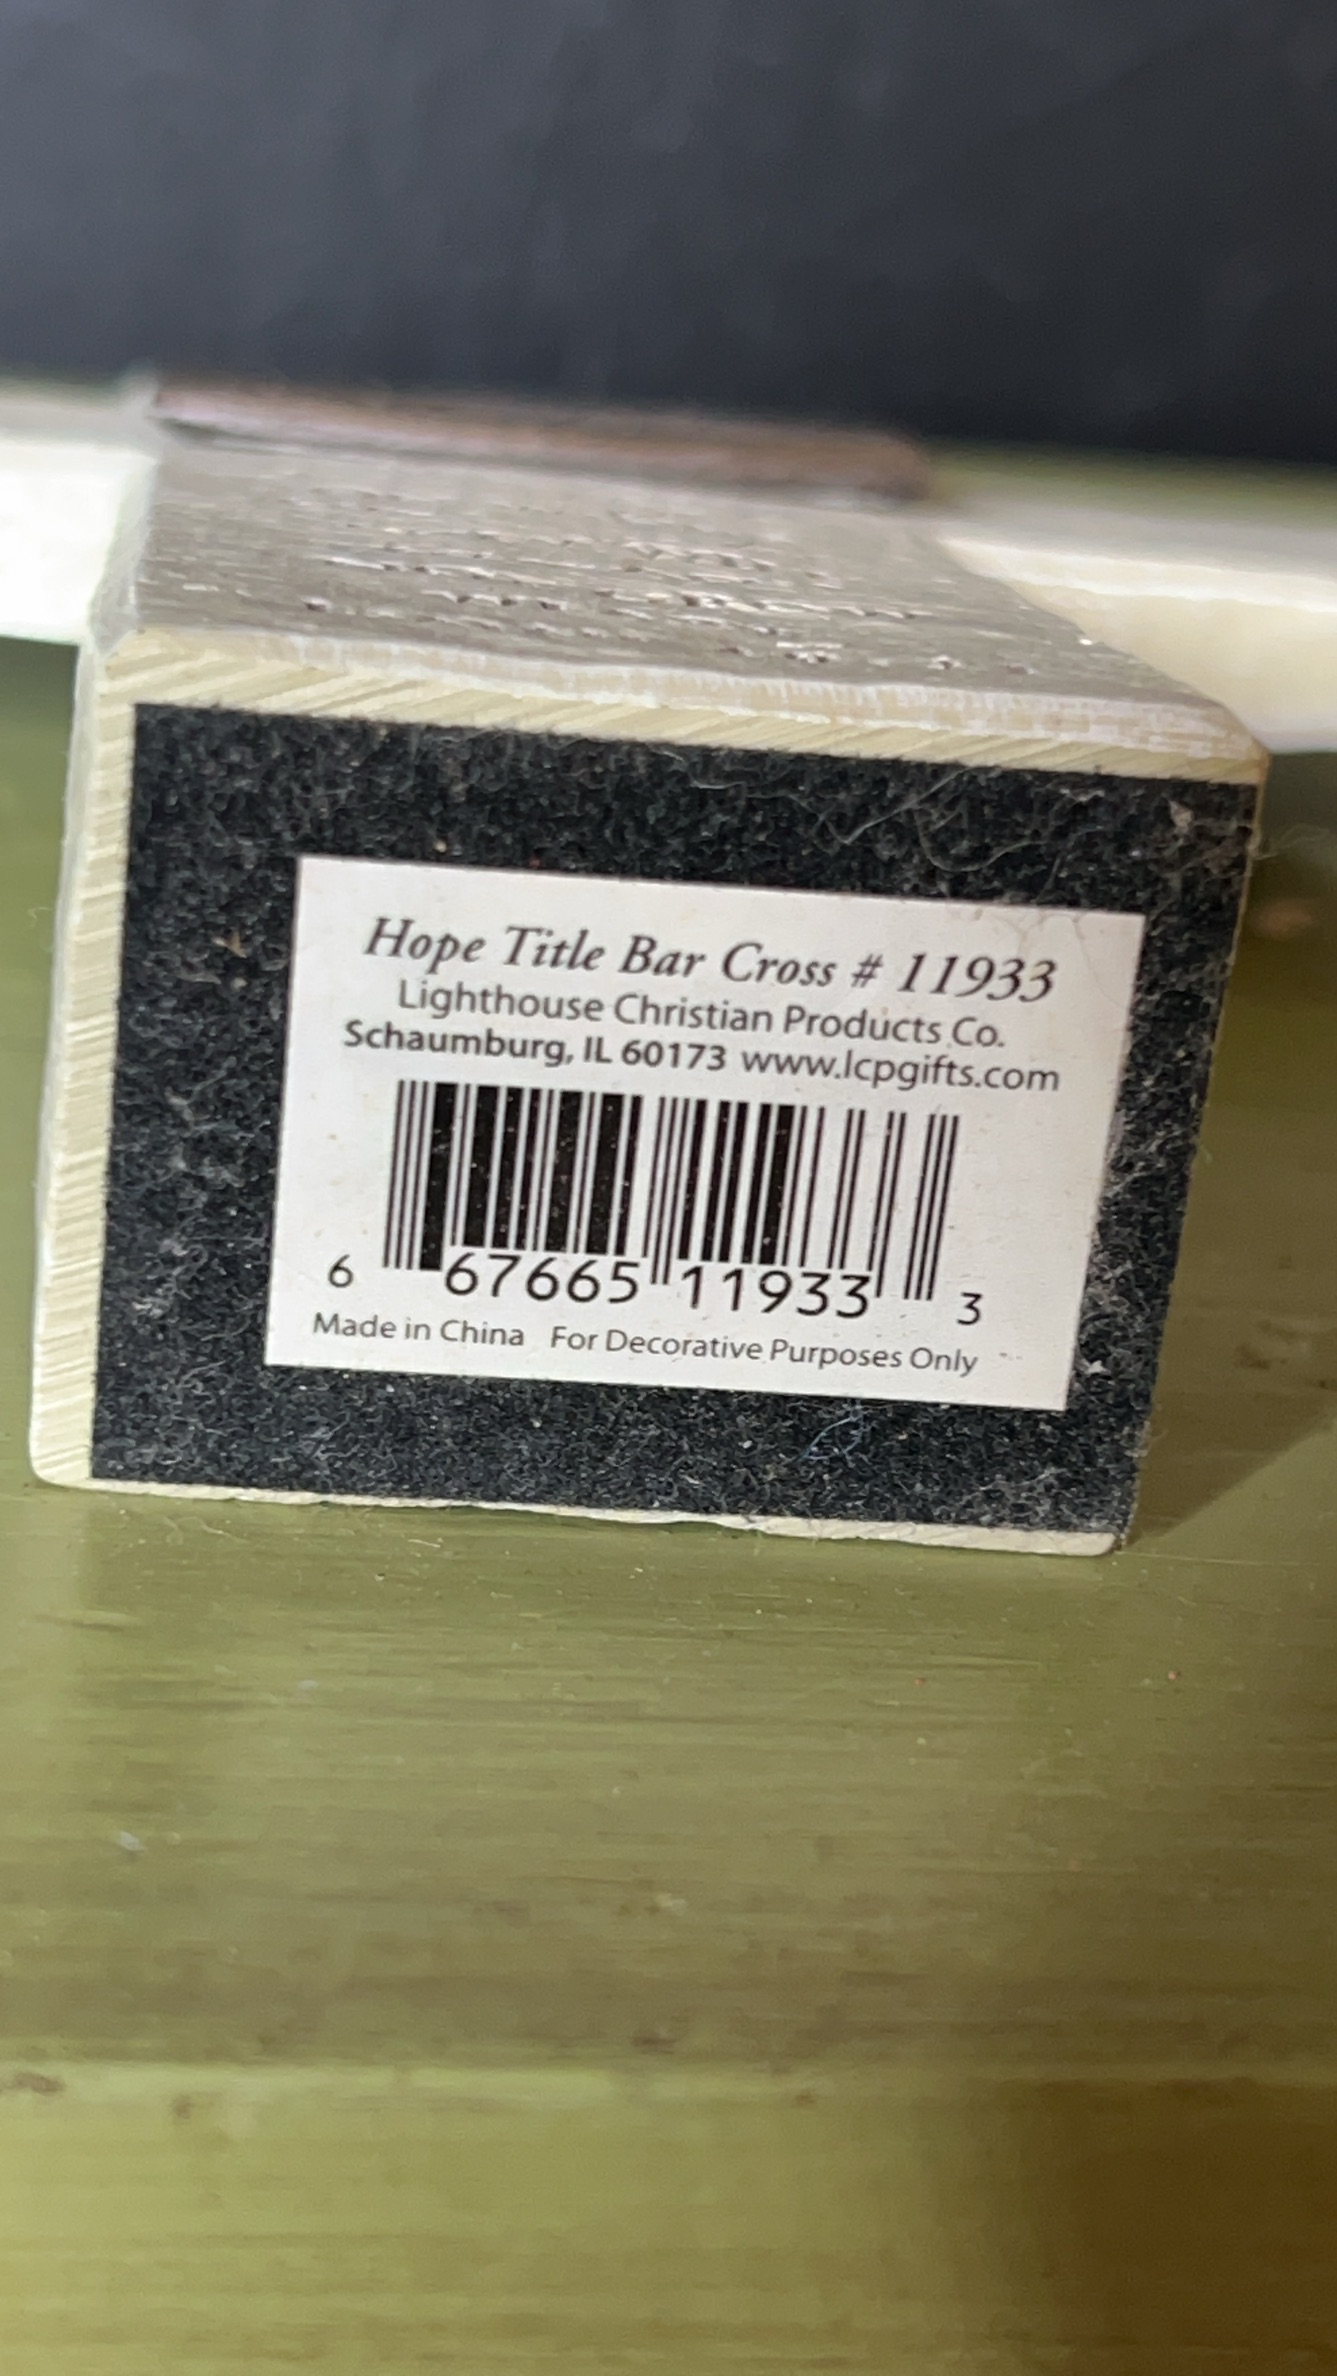 Hope Title Bar Cross # 11933
Lighthouse Christian Products Co.
Schaumburg, IL 60173 www.lcpgifts.com
6 67665 11933 3
Made in China For Decorative Purposes Only